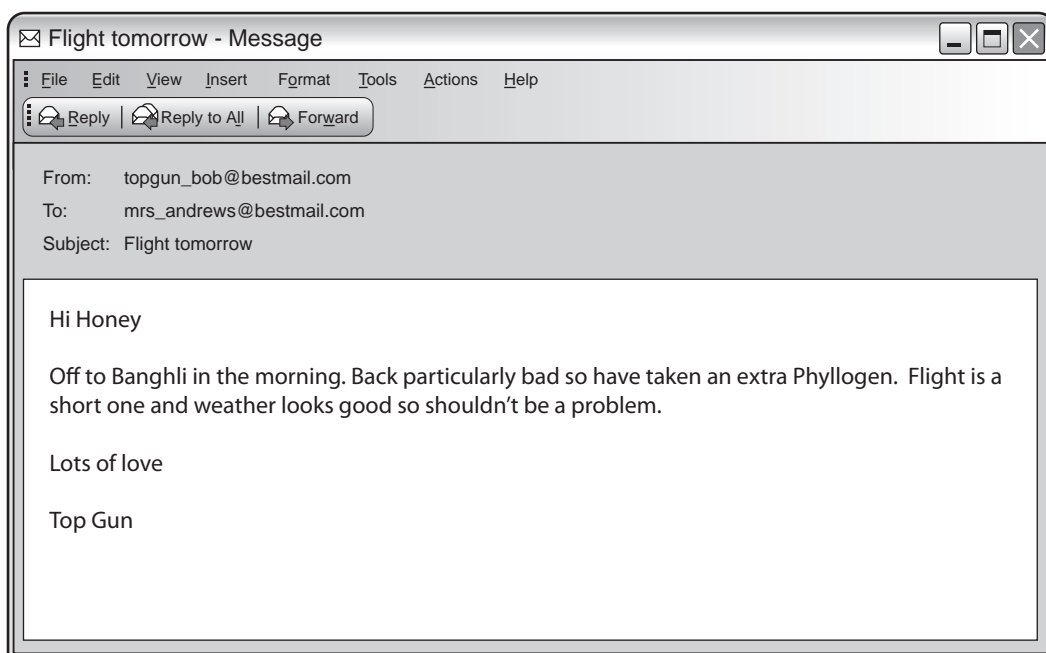 Flight tomorrow - Message
File Edit View Insert Format Tools Actions Help
Reply Reply to All Forward
From: topgun_bob@bestmail.com
To: mrs_andrews@bestmail.com
Subject: Flight tomorrow
Hi Honey
Off to Banghli in the morning. Back particularly bad so have taken an extra Phyllogen. Flight is a
short one and weather looks good so shouldn't be a problem.
Lots of love
Top Gun